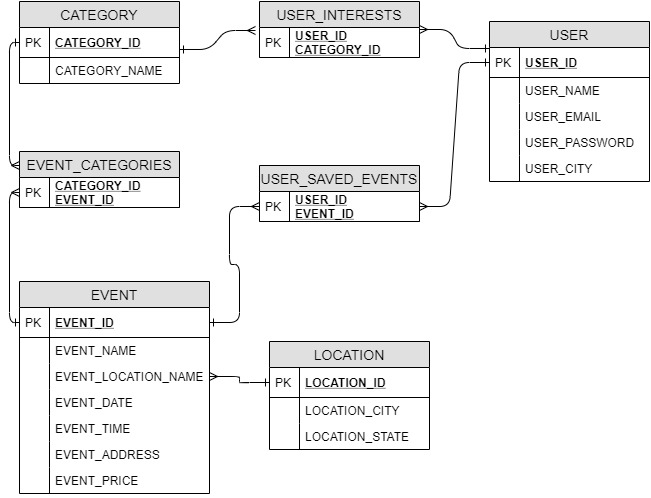 CATEGORY
PK CATEGORY_ID
CATEGORY_NAME
USER_INTERESTS
PK USER_ID
CATEGORY_ID
USER
PK USER_ID
USER_NAME
USER_EMAIL
USER_PASSWORD
USER_CITY
EVENT_CATEGORIES
PK CATEGORY_ID
EVENT_ID
USER_SAVED_EVENTS
PK USER_ID
EVENT_ID
EVENT
PK EVENT_ID
EVENT_NAME
EVENT_LOCATION_NAME
EVENT_DATE
EVENT_TIME
EVENT_ADDRESS
EVENT_PRICE
LOCATION
PK LOCATION_ID
LOCATION_CITY
LOCATION_STATE